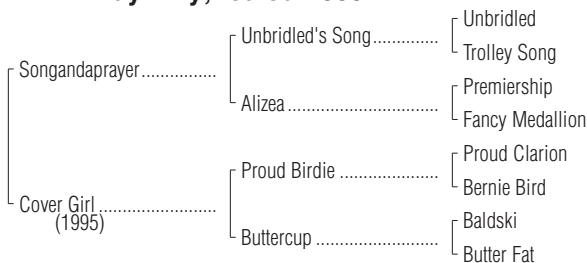 Unbridled
Unbridled's Song
Trolley Song
Songandaprayer
Premiership
Alizea
Fancy Medallion
Proud Clarion
Proud Birdie
Bernie Bird
Cover Girl
(1995)
Baldski
Buttercup
Butter Fat